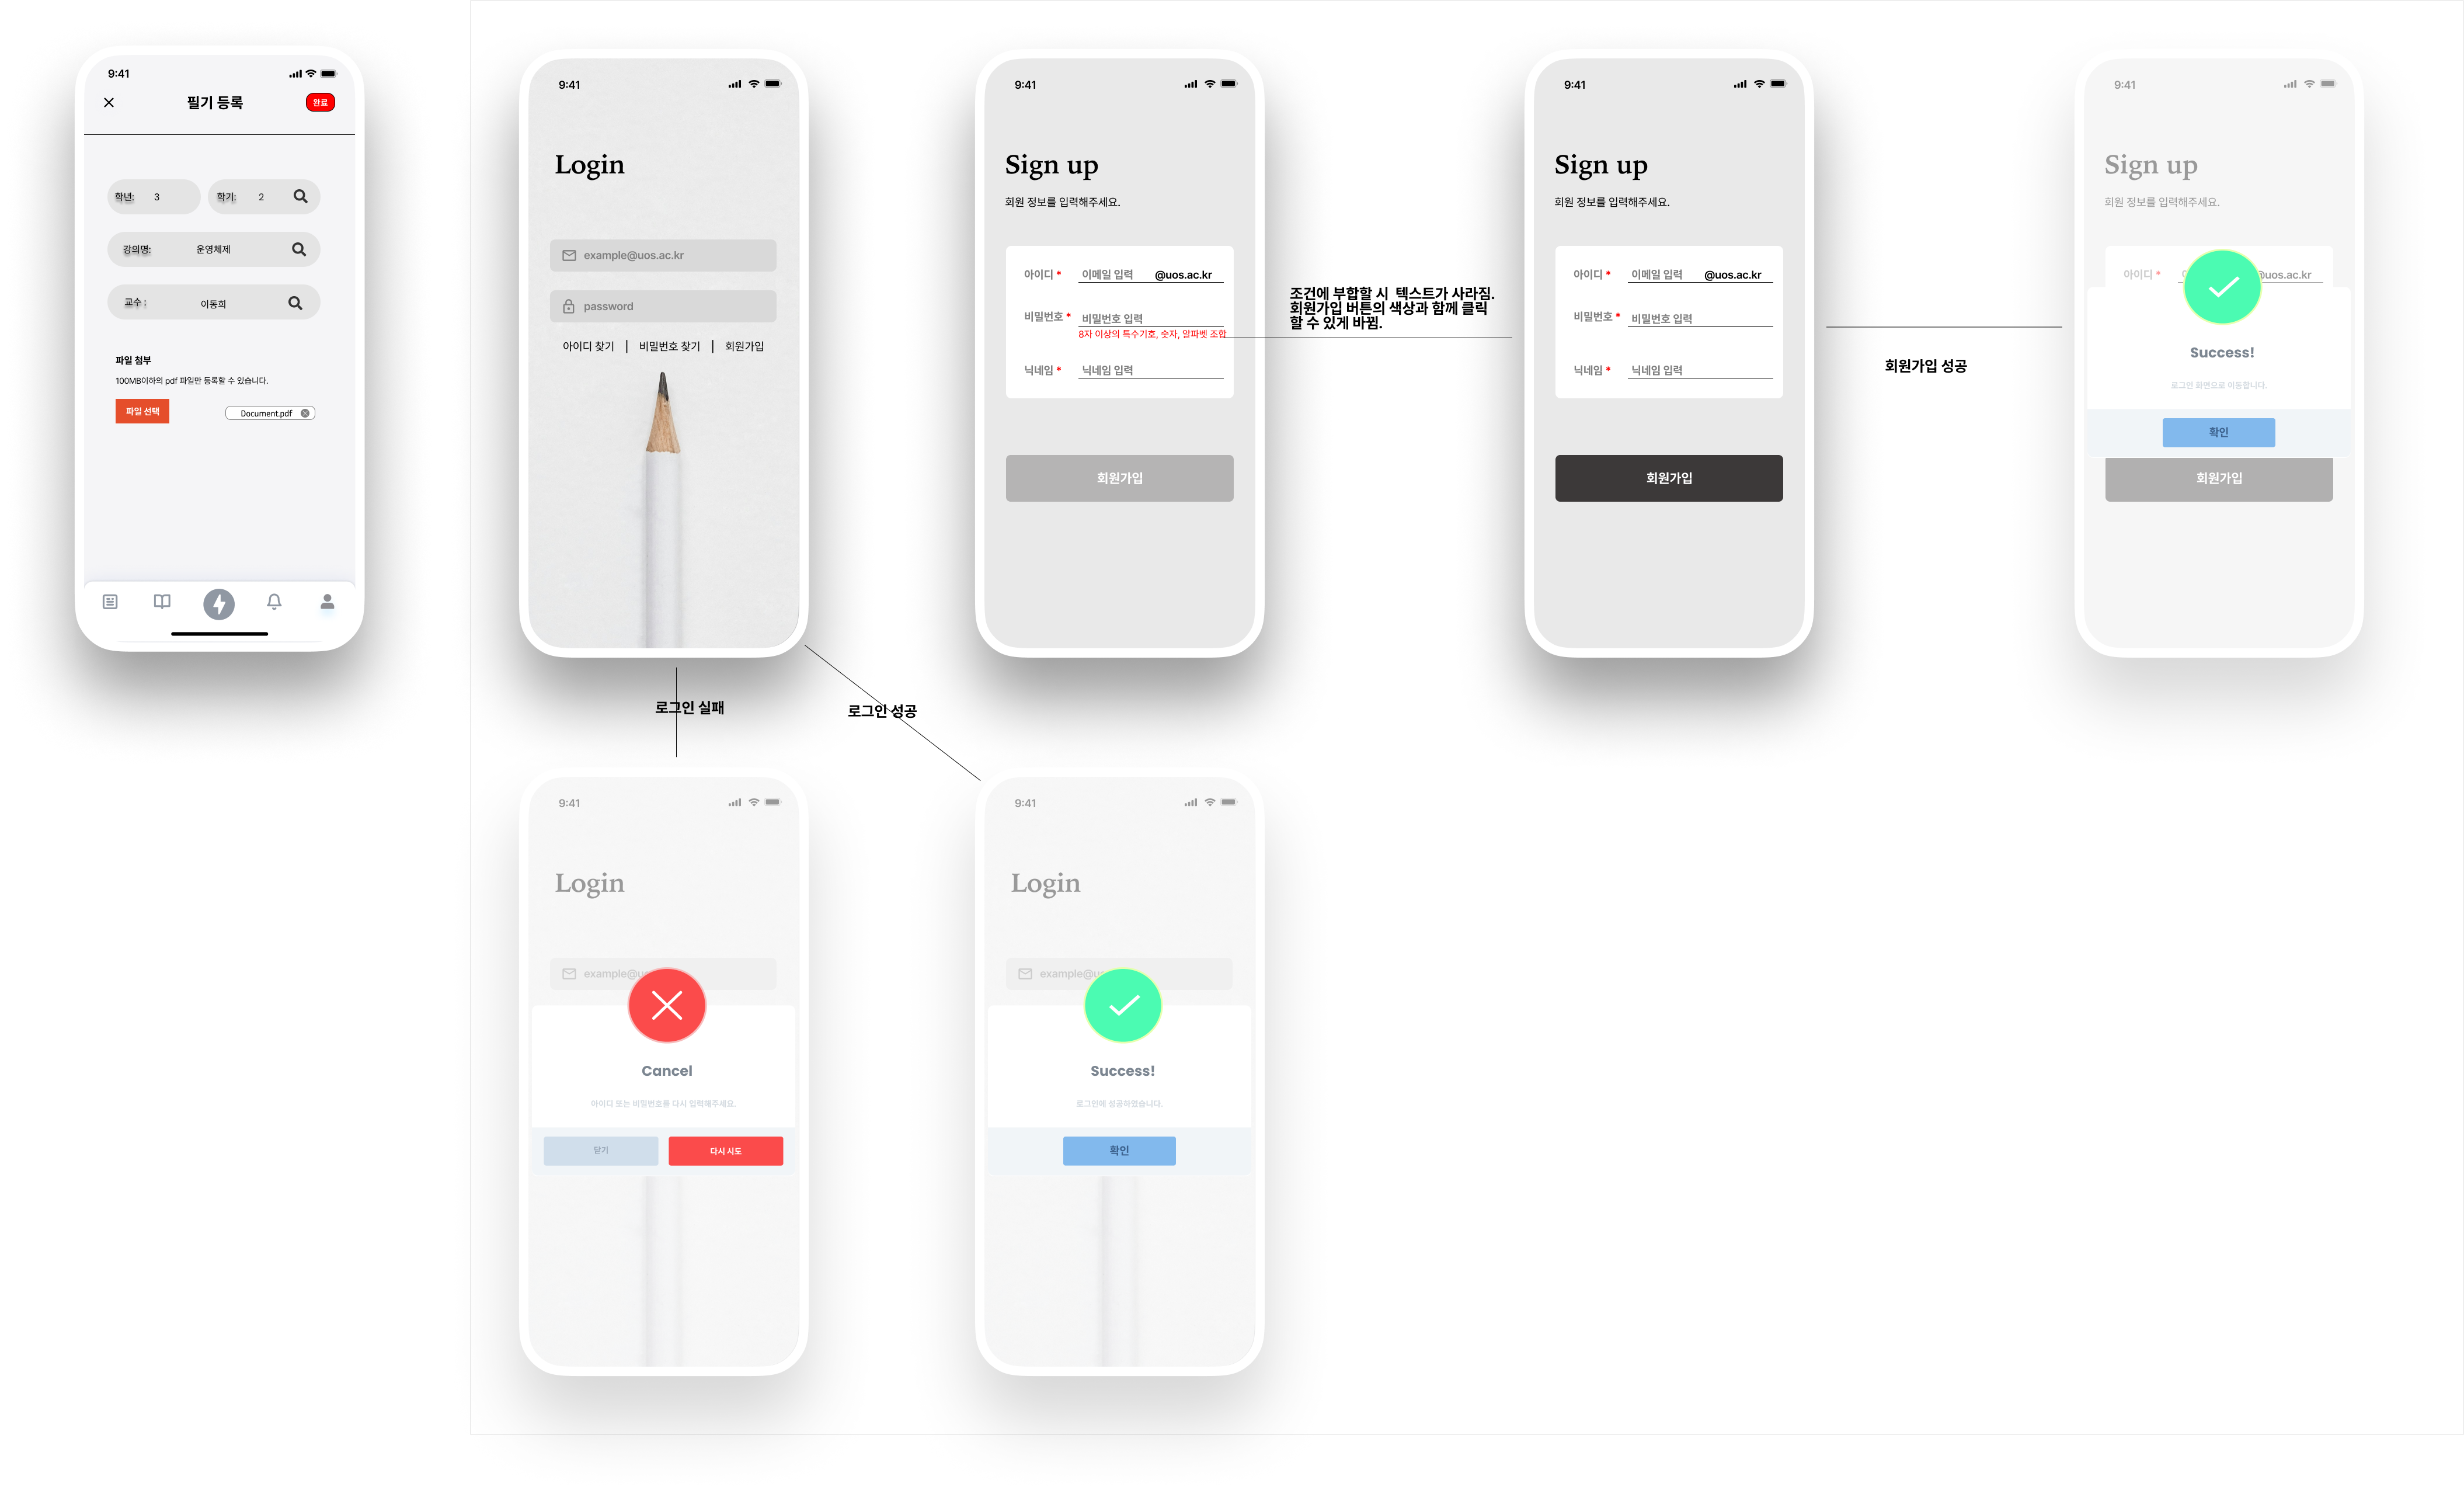 9:41
필기 등록
완료
학년: 3
학기: 2
강의명: 운영체제
교수 : 이동희
파일 첨부
100MB이하의 pdf 파일만 등록할 수 있습니다.
파일 선택
Document.pdf
9:41
Login
example@uos.ac.kr
password
아이디 찾기 | 비밀번호 찾기 | 회원가입
9:41
Sign up
회원 정보를 입력해주세요.
아이디 * 이메일 입력 @uos.ac.kr
비밀번호 * 비밀번호 입력
8자 이상의 특수기호, 숫자, 알파벳 조합
닉네임 * 닉네임 입력
회원가입
조건에 부합할 시 텍스트가 사라짐.
회원가입 버튼의 색상과 함께 클릭
할 수 있게 바뀜.
9:41
Sign up
회원 정보를 입력해주세요.
아이디 * 이메일 입력 @uos.ac.kr
비밀번호 * 비밀번호 입력
닉네임 * 닉네임 입력
회원가입
회원가입 성공
9:41
Sign up
회원 정보를 입력해주세요.
아이디 * @uos.ac.kr
Success!
로그인 화면으로 이동합니다.
확인
회원가입
로그인 실패
로그인 성공
9:41
Login
example@u
Cancel
아이디 또는 비밀번호를 다시 입력해주세요.
닫기
다시 시도
9:41
Login
example@u
Success!
로그인에 성공하였습니다.
확인